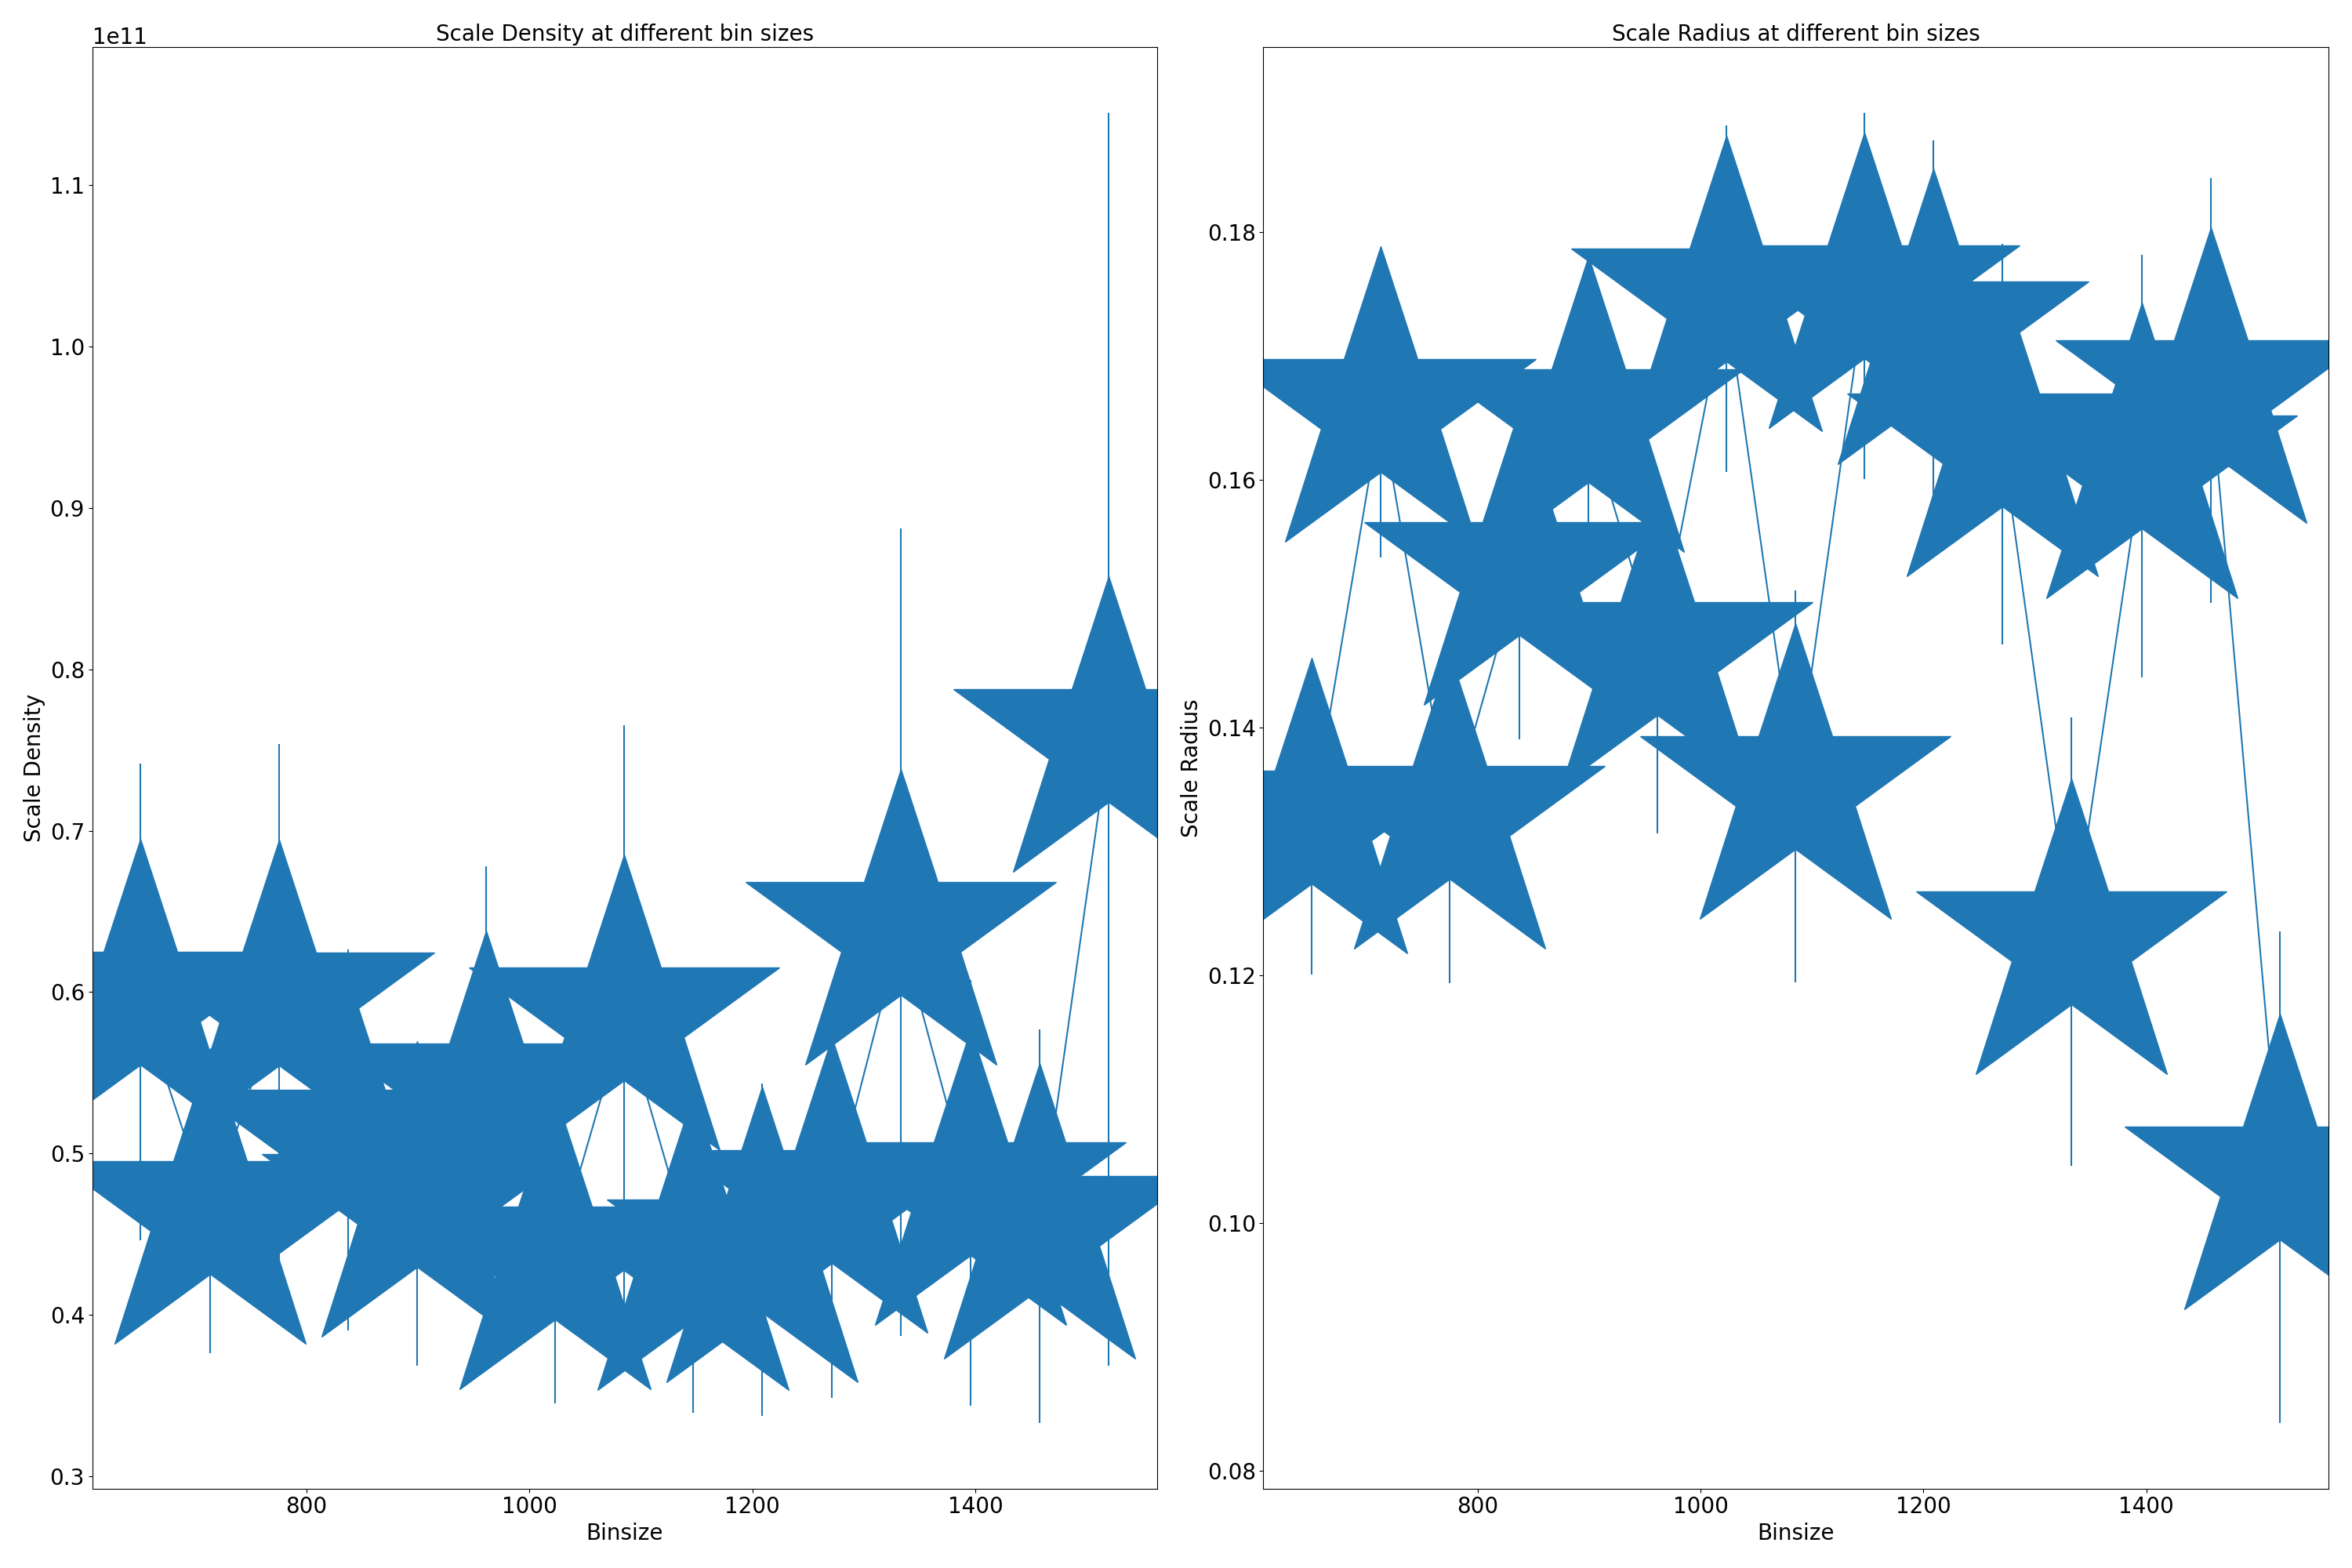 Scale Density at different bin sizes
1e11
1.1
1.0
0.9
0.8
0.7
0.6
0.5
0.4
0.3
Scale Density
800 1000 1200 1400
Binsize
Scale Radius at different bin sizes
0.18
0.16
0.14
0.12
0.10
0.08
Scale Radius
800 1000 1200 1400
Binsize